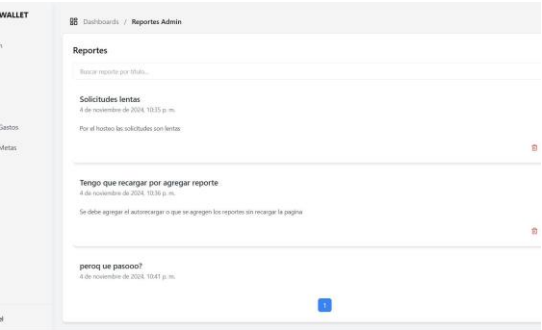 WALLET
Dashboards / Reportes Admin
Reportes
Buscar reporte por título...
Solicitudes lentas
4 de noviembre de 2024, 10:35 p. m.
Por el hosteo las solicitudes son lentas
Gastos
Metas
Tengo que recargar por agregar reporte
4 de noviembre de 2024, 10:36 p. m.
Se debe agregar el autorecargar o que se agregen los reportes sin recargar la pagina
peroq ue pasooo?
4 de noviembre de 2024, 10:41 p. m.
1